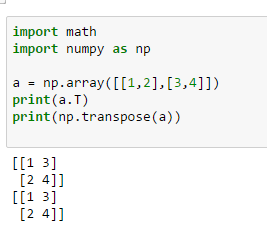 import math
import numpy as np
a = np.array([[1,2],[3,4]])
print(a.T)
print(np.transpose(a))
[[1 3]
 [2 4]]
[[1 3]
 [2 4]]